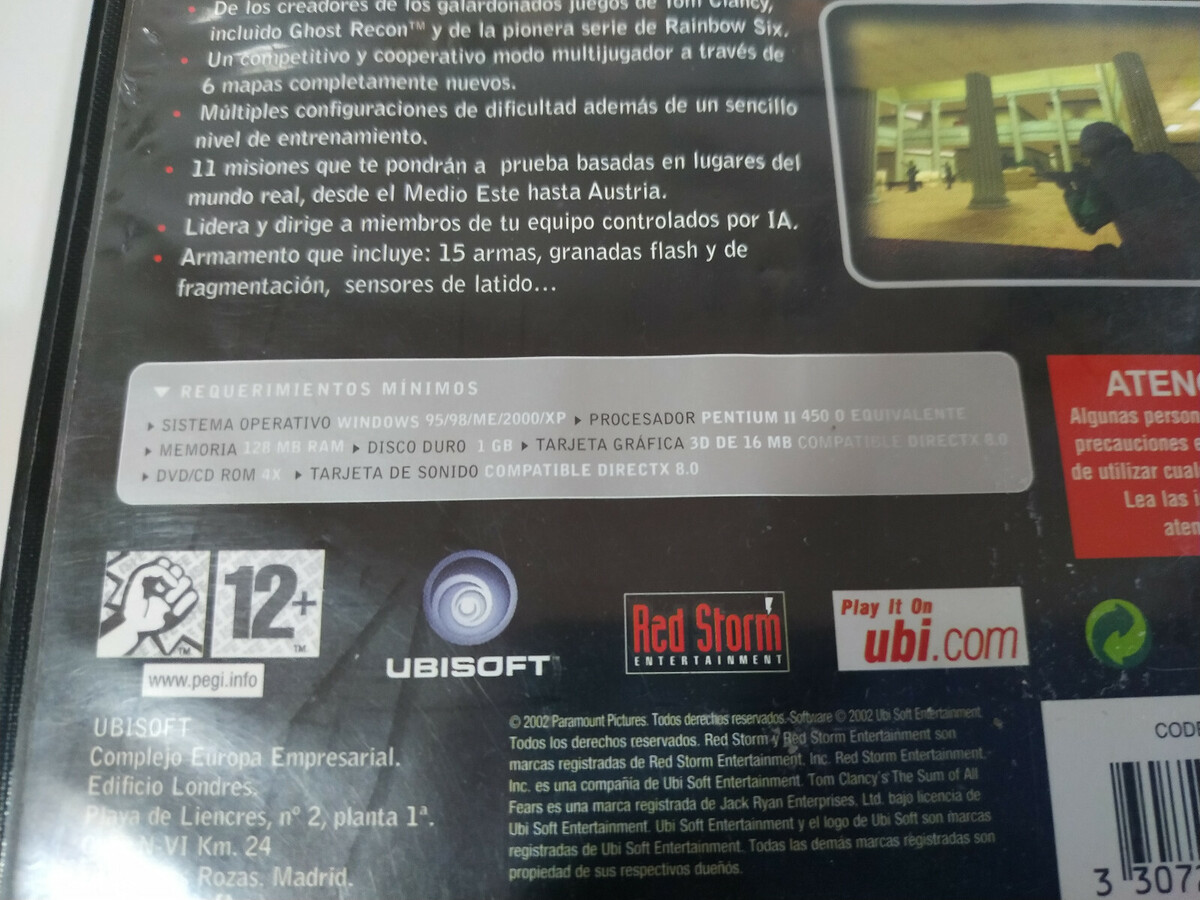 De los creadores de los galardonados juegos de Tom Clancy,
incluido Ghost Recon™ y de la pionera serie de Rainbow Six.
Un competitivo y cooperativo modo multijugador a través de
6 mapas completamente nuevos.
Múltiples configuraciones de dificultad además de un sencillo
nivel de entrenamiento.
11 misiones que te pondrán a prueba basadas en lugares del
mundo real, desde el Medio Este hasta Austria.
Lidera y dirige a miembros de tu equipo controlados por IA.
Armamento que incluye: 15 armas, granadas flash y de
fragmentación, sensores de latido...
REQUERIMIENTOS MÍNIMOS
SISTEMA OPERATIVO WINDOWS 95/98/ME/2000/XP PROCESADOR PENTIUM II 450 O EQUIVALENTE
MEMORIA 128 MB RAM DISCO DURO 1 GB TARJETA GRÁFICA 3D DE 16 MB COMPATIBLE DIRECTX 8.0
DVD/CD ROM 4X TARJETA DE SONIDO COMPATIBLE DIRECTX 8.0
ATENC
Algunas person
precauciones e
de utilizar cual
Lea las i
aten
12+
TM TM
www.pegi.info
UBISOFT
Red Storm
ENTERTAINMENT
Play It On
ubi.com
UBISOFT
Complejo Europa Empresarial.
Edificio Londres.
Playa de Liencres, nº 2, planta 1ª.
N-VI Km. 24
Rozas. Madrid.
© 2002 Paramount Pictures. Todos derechos reservados. Software © 2002 Ubi Soft Entertainment.
Todos los derechos reservados. Red Storm y Red Storm Entertainment son
marcas registradas de Red Storm Entertainment, Inc. Red Storm Entertainment,
Inc. es una compañia de Ubi Soft Entertainment. Tom Clancy's The Sum of All
Fears es una marca registrada de Jack Ryan Enterprises, Ltd. bajo licencia de
Ubi Soft Entertainment. Ubi Soft Entertainment y el logo de Ubi Soft son marcas
registradas de Ubi Soft Entertainment. Todas las demás marcas registradas son
propiedad de sus respectivos dueños.
CODE
3 3072